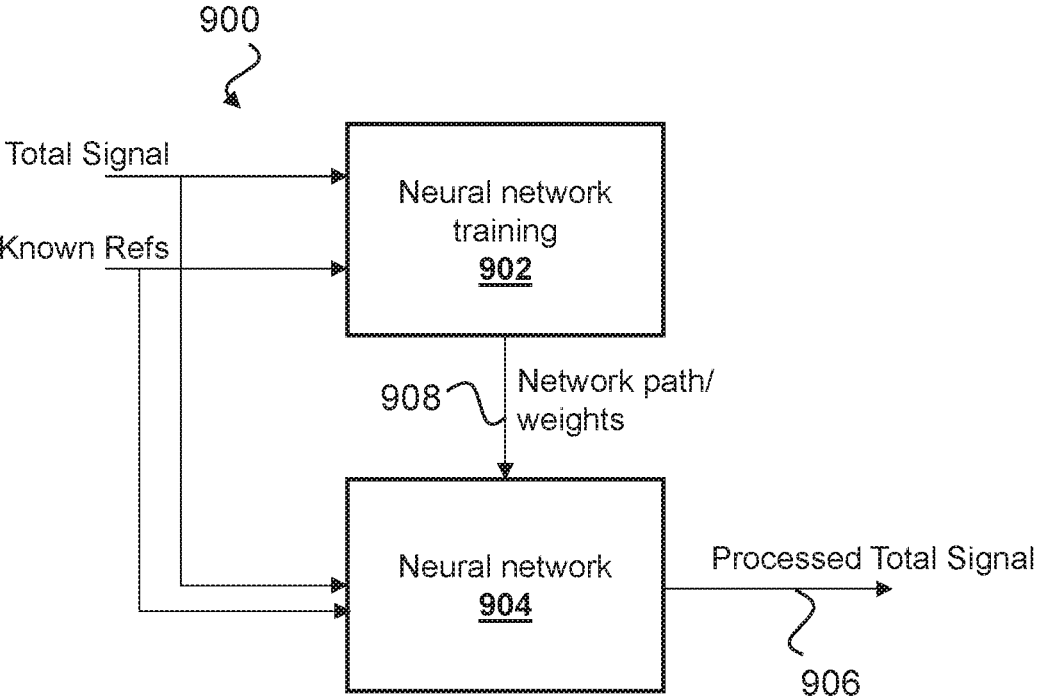 900
Total Signal
Known Refs
Neural network
training
902
908
Network path/
weights
Neural network
904
Processed Total Signal
906